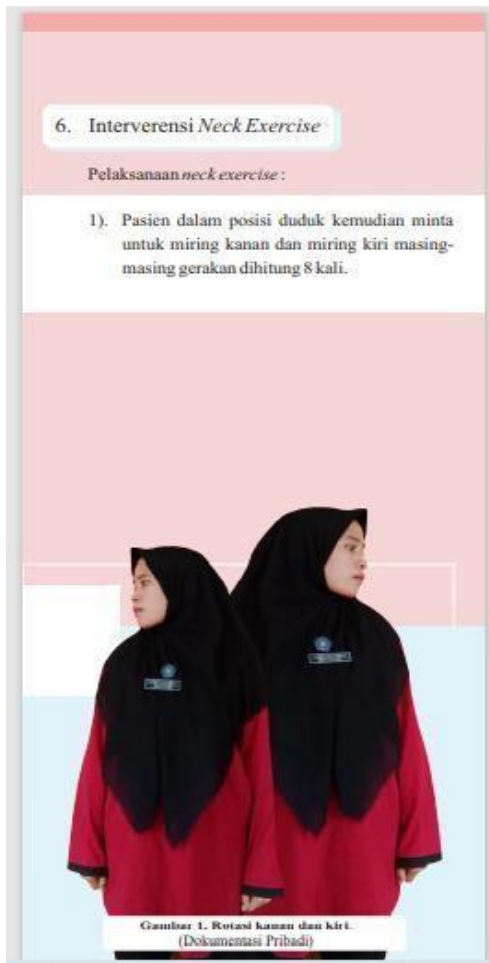 6. Interverensi Neck Exercise
Pelaksanaan neck exercise :
1). Pasien dalam posisi duduk kemudian minta
untuk miring kanan dan miring kiri masing-
masing gerakan dihitung 8 kali.
Gambar 1. Rotasi kanan dan kiri.
(Dokumentasi Pribadi)